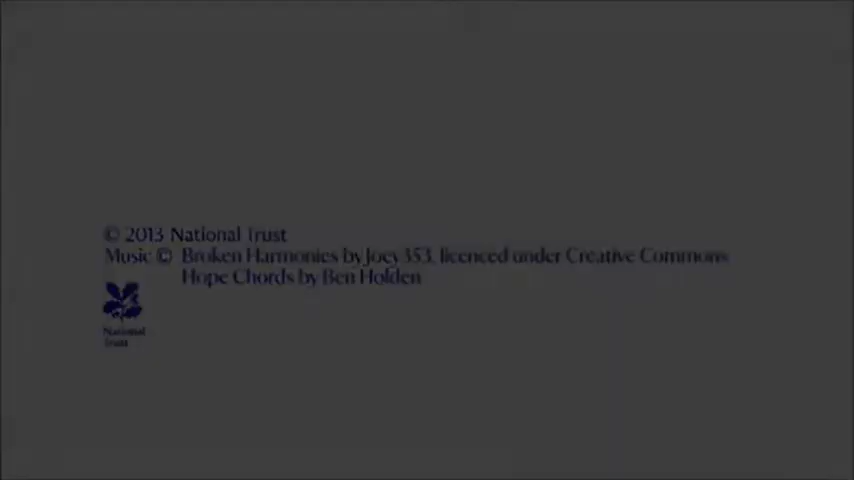 © 2013 National Trust
Music © Broken Harmonies by Joey 353, licenced under Creative Commons
Hope Chords by Ben Holden
National
Trust